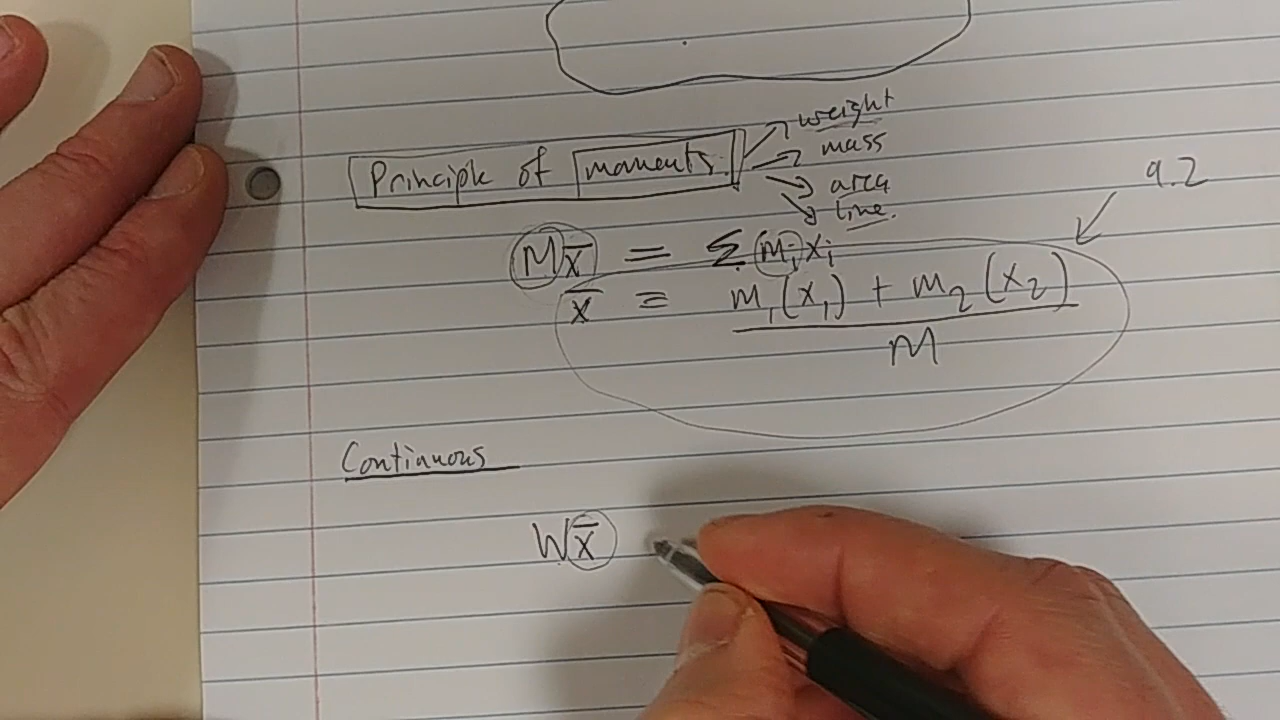 weight
mass
Principle of moments.
area
line.
9.2
Mx̄ = Σ mᵢxᵢ
x̄ = m₁(x₁) + m₂(x₂)
M
Continuous
Wx̄